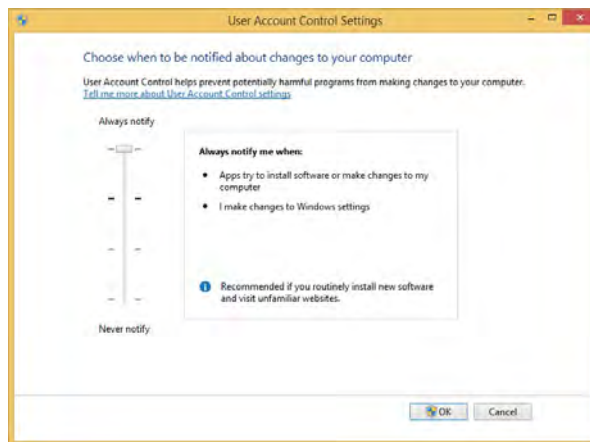 User Account Control Settings
Choose when to be notified about changes to your computer
User Account Control helps prevent potentially harmful programs from making changes to your computer.
Tell me more about User Account Control settings
Always notify
Always notify me when:
Apps try to install software or make changes to my
computer
I make changes to Windows settings
Recommended if you routinely install new software
and visit unfamiliar websites.
Never notify
OK
Cancel